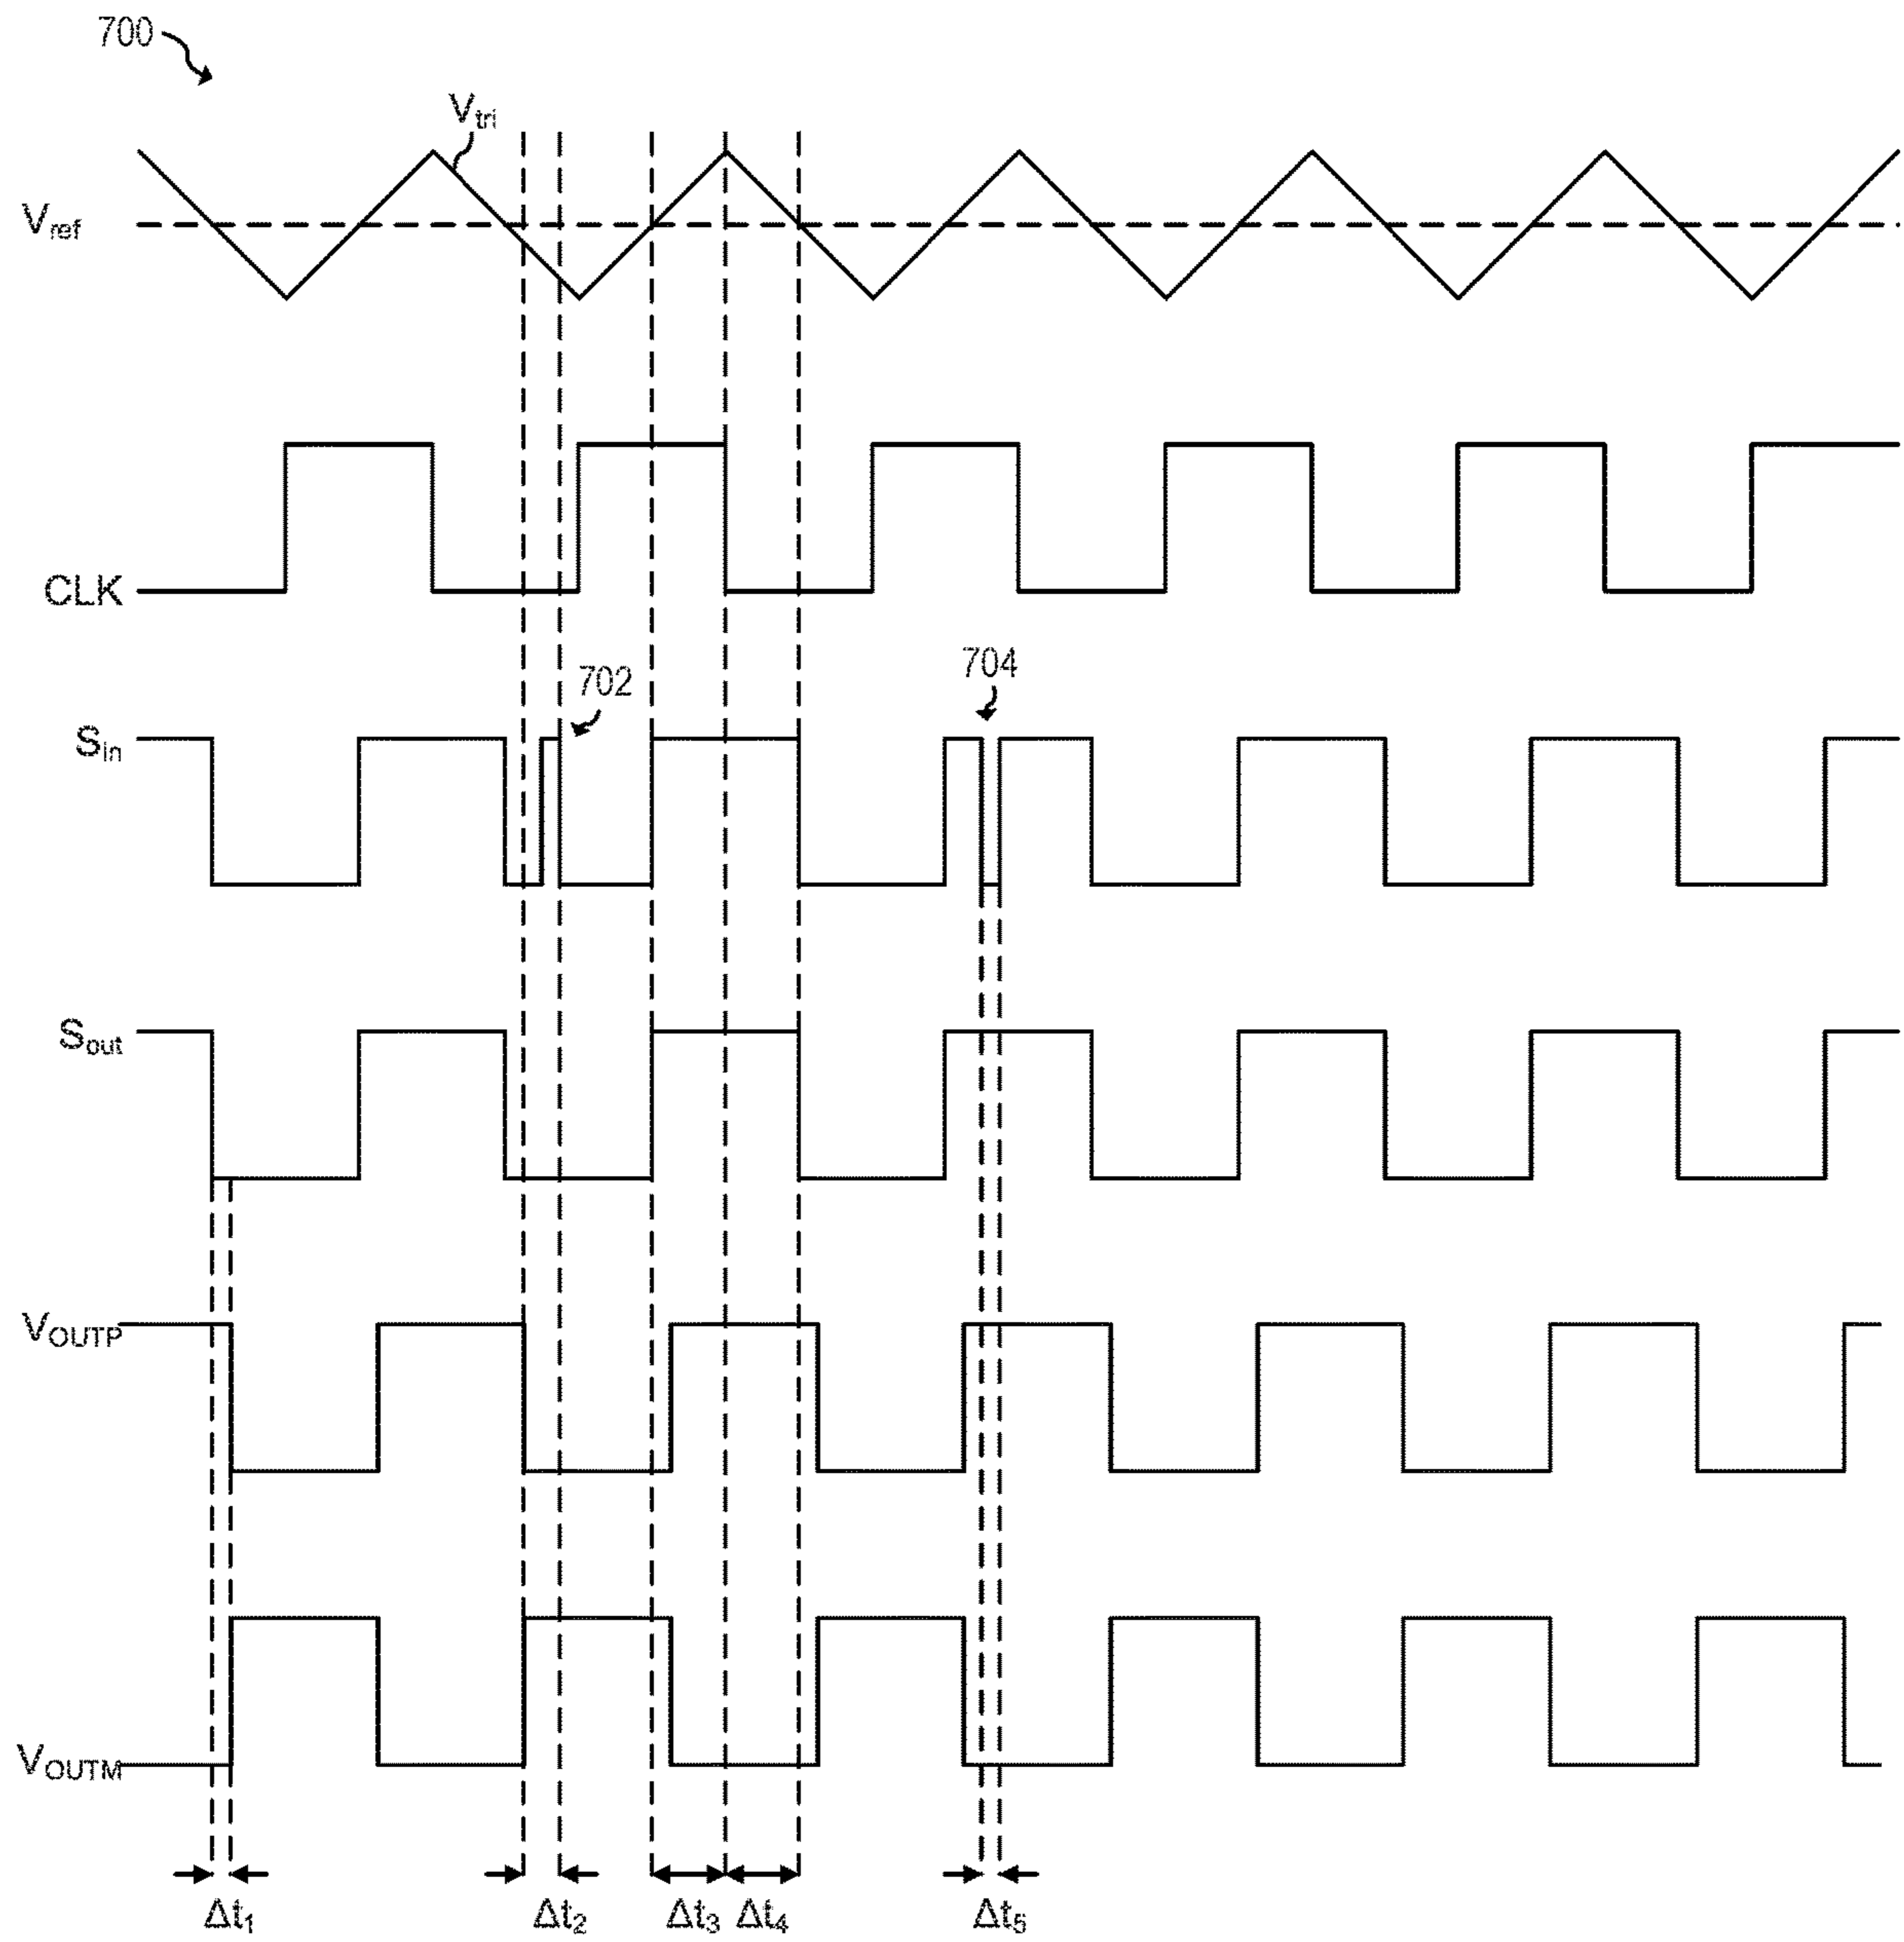 700
Vtri
Vref
CLK
702
704
Sin
Sout
VOUTP
VOUTM
Δt1
Δt2
Δt3
Δt4
Δt5